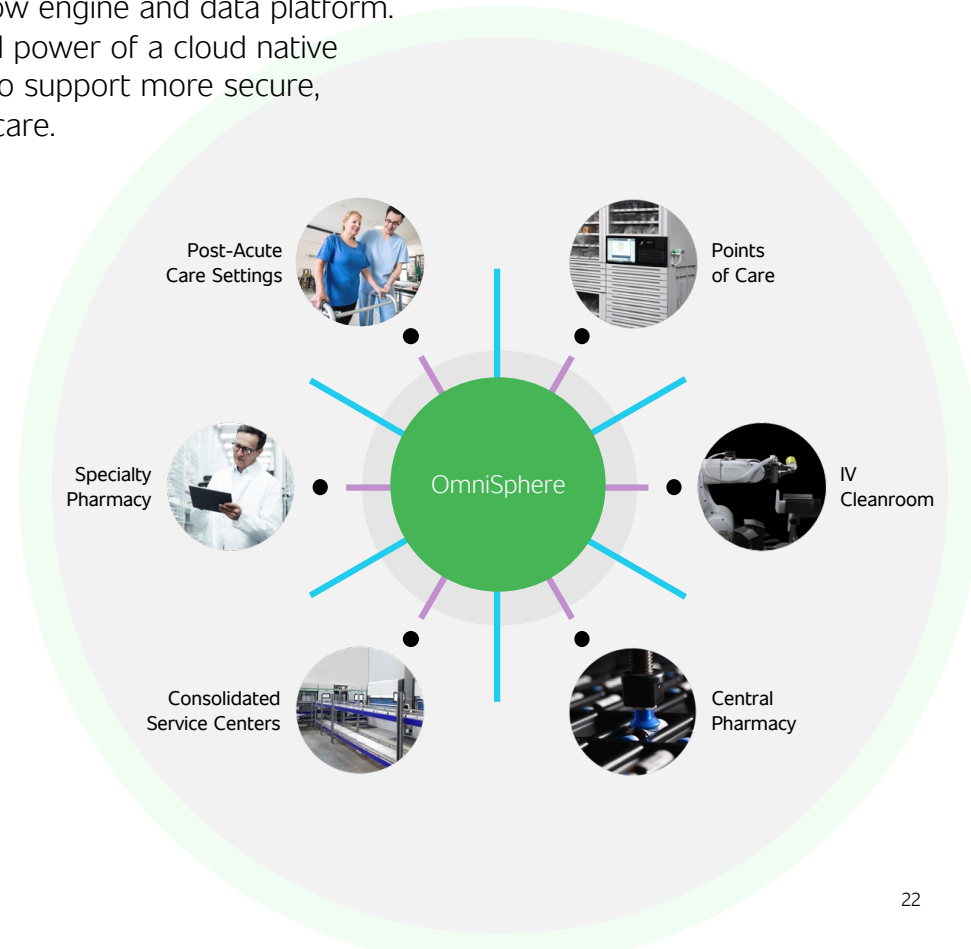 engine and data platform.
power of a cloud native
to support more secure,
care.
Post-Acute
Care Settings
Points
of Care
Specialty
Pharmacy
OmniSphere
IV
Cleanroom
Consolidated
Service Centers
Central
Pharmacy
22